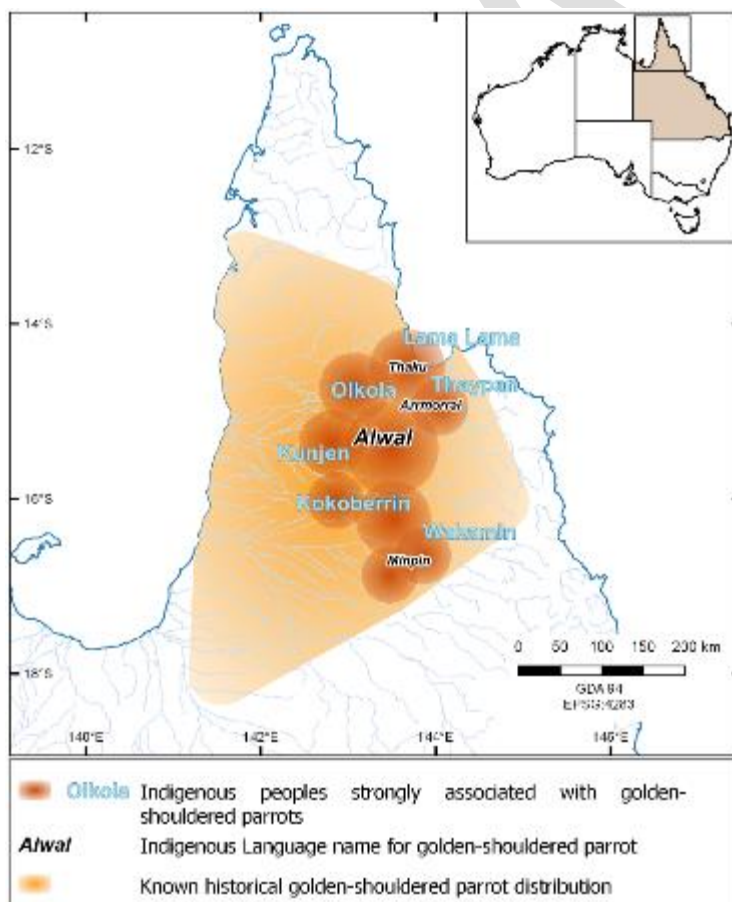 12°S
14°S
Lama Lama
Thaku
Thaypan
Olkola
Armorral
Alwal
Kunjen
16°S
Kokoberrin
Wakamin
Minpin
0 50 100 150 200 km
GDA 94
EPSG:4283
18°S
140°E 142°E 144°E 146°E
Olkola Indigenous peoples strongly associated with golden-
shouldered parrots
Alwal Indigenous Language name for golden-shouldered parrot
Known historical golden-shouldered parrot distribution